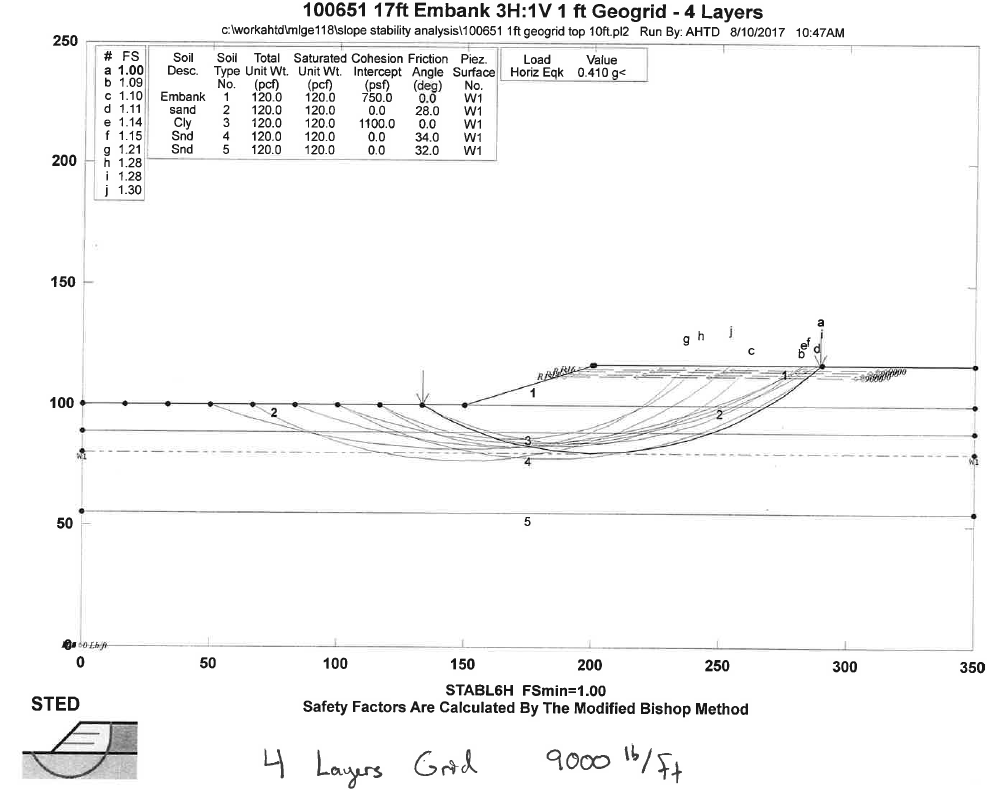 100651 17ft Embank 3H:1V 1 ft Geogrid - 4 Layers
c:\workahtd\mlge118\slope stability analysis\100651 1ft geogrid top 10ft.pl2 Run By: AHTD 8/10/2017 10:47AM
# FS
a 1.00
b 1.09
c 1.10
d 1.11
e 1.14
f 1.15
g 1.21
h 1.28
i 1.28
j 1.30
Soil Soil Total Saturated Cohesion Friction Piez.
Desc. Type Unit Wt. Unit Wt. Intercept Angle Surface
No. (pcf) (pcf) (psf) (deg) No.
Embank 1 120.0 120.0 750.0 0.0 W1
sand 2 120.0 120.0 0.0 28.0 W1
Cly 3 120.0 120.0 1100.0 0.0 W1
Snd 4 120.0 120.0 0.0 34.0 W1
Snd 5 120.0 120.0 0.0 32.0 W1
Load Value
Horiz Eqk 0.410 g<
250
200
150
100
50
0
a
j
i
g h
f
e
c
b
d
1
1
2
2
3
W1
4
W1
5
0 50 100 150 200 250 300 350
STABL6H FSmin=1.00
Safety Factors Are Calculated By The Modified Bishop Method
STED
4 Layers Grid 9000 lb/Ft